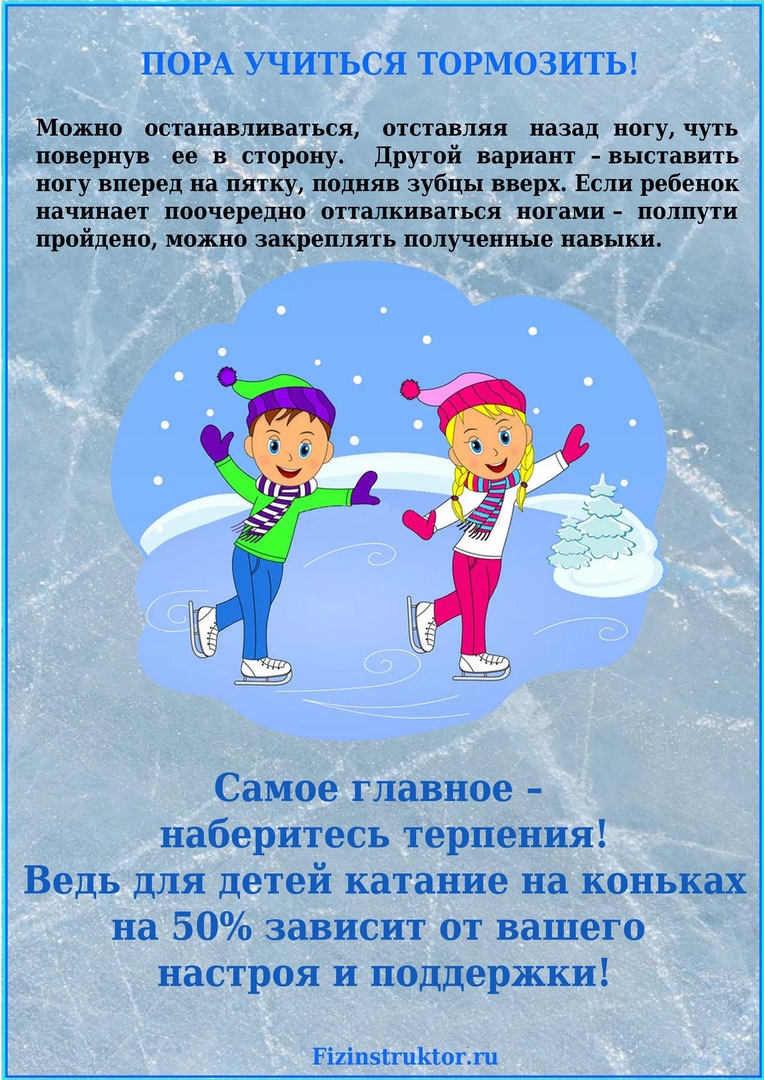 ПОРА УЧИТЬСЯ ТОРМОЗИТЬ!
Можно останавливаться, отставляя назад ногу, чуть
повернув ее в сторону. Другой вариант – выставить
ногу вперед на пятку, подняв зубцы вверх. Если ребенок
начинает поочередно отталкиваться ногами – полпути
пройдено, можно закреплять полученные навыки.
Самое главное –
наберитесь терпения!
Ведь для детей катание на коньках
на 50% зависит от вашего
настроя и поддержки!
Fizinstruktor.ru